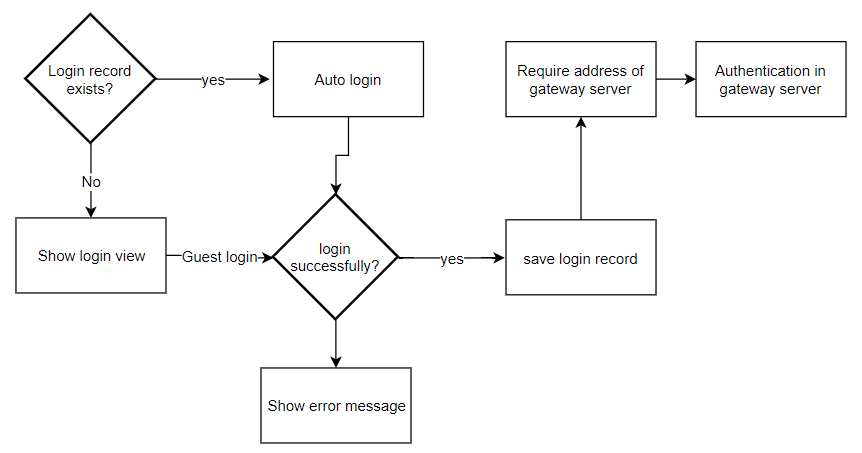 Login record
exists?
yes
Auto login
Require address of
gateway server
Authentication in
gateway server
No
Show login view
Guest login
login
successfully?
yes
save login record
Show error message